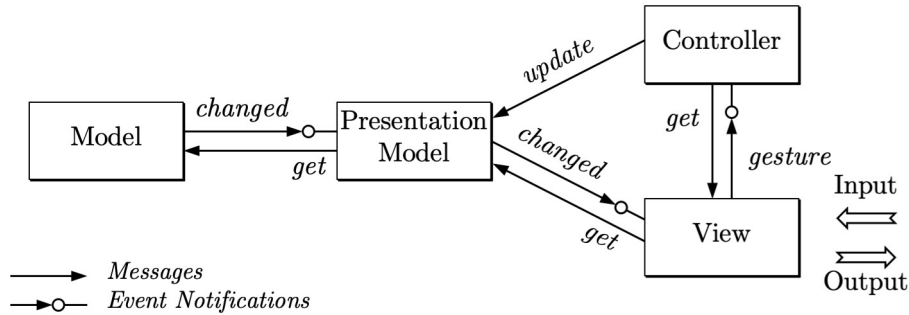 Controller
update
changed
Model
Presentation
Model
get
changed
get
get
gesture
View
Input
Output
Messages
Event Notifications